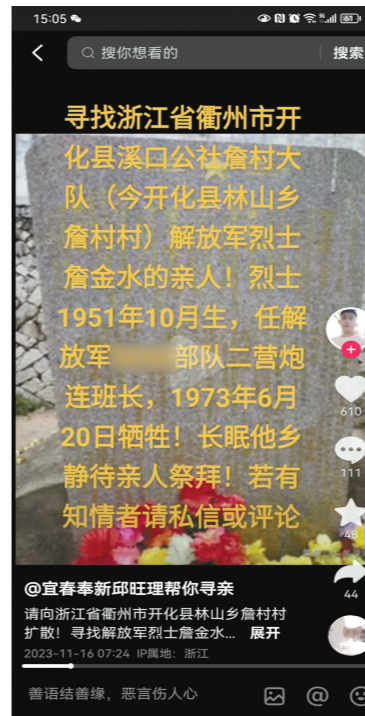 15:05
61
搜你想看的
搜索
寻找浙江省衢州市开
化县溪口公社詹村大
队（今开化县林山乡
詹村村）解放军烈士
詹金水的亲人！烈士
1951年10月生，任解
放军 部队二营炮
连班长，1973年6月
20日牺牲！长眠他乡
静待亲人祭拜！若有
知情者请私信或评论
610
111
48
44
@宜春奉新邱旺理帮你寻亲
请向浙江省衢州市开化县林山乡詹村村
扩散！寻找解放军烈士詹金水... 展开
2023-11-16 07:24 IP属地：浙江
善语结善缘，恶言伤人心